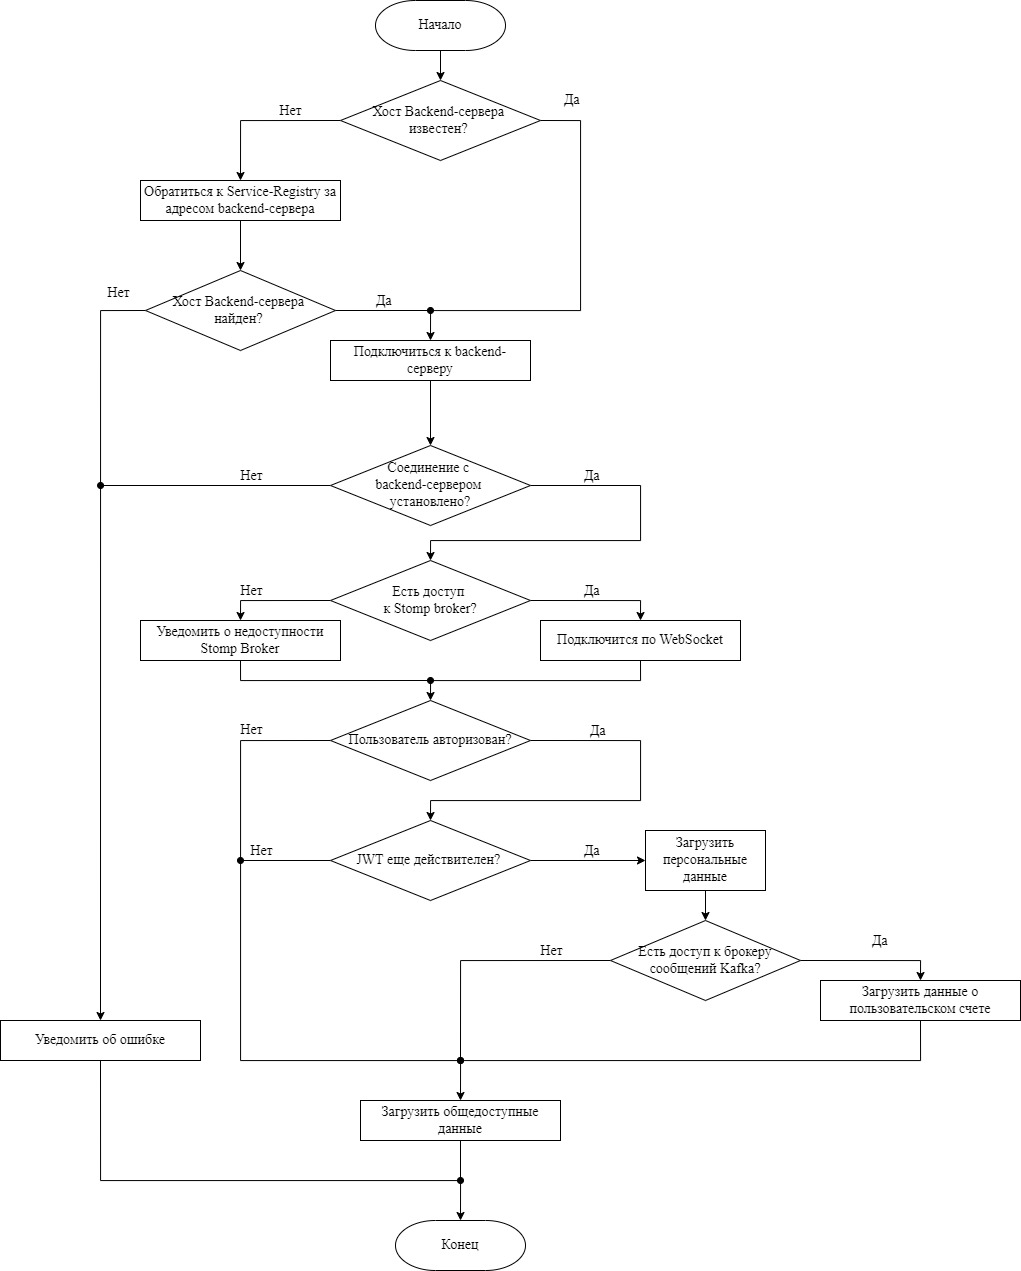 Начало
Хост Backend-сервера
известен?
Нет
Да
Обратиться к Service-Registry за
адресом backend-сервера
Хост Backend-сервера
найден?
Нет
Да
Подключиться к backend-
серверу
Соединение с
backend-сервером
установлено?
Нет
Да
Есть доступ
к Stomp broker?
Нет
Да
Уведомить о недоступности
Stomp Broker
Подключится по WebSocket
Пользователь авторизован?
Нет
Да
JWT еще действителен?
Нет
Да
Загрузить
персональные
данные
Есть доступ к брокеру
сообщений Kafka?
Нет
Да
Загрузить данные о
пользовательском счете
Уведомить об ошибке
Загрузить общедоступные
данные
Конец